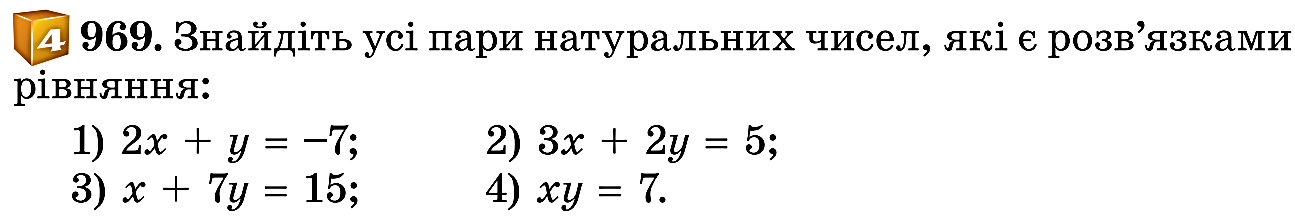 4 969. Знайдіть усі пари натуральних чисел, які є розв’язками
рівняння:
1) 2x + y = –7; 2) 3x + 2y = 5;
3) x + 7y = 15; 4) xy = 7.